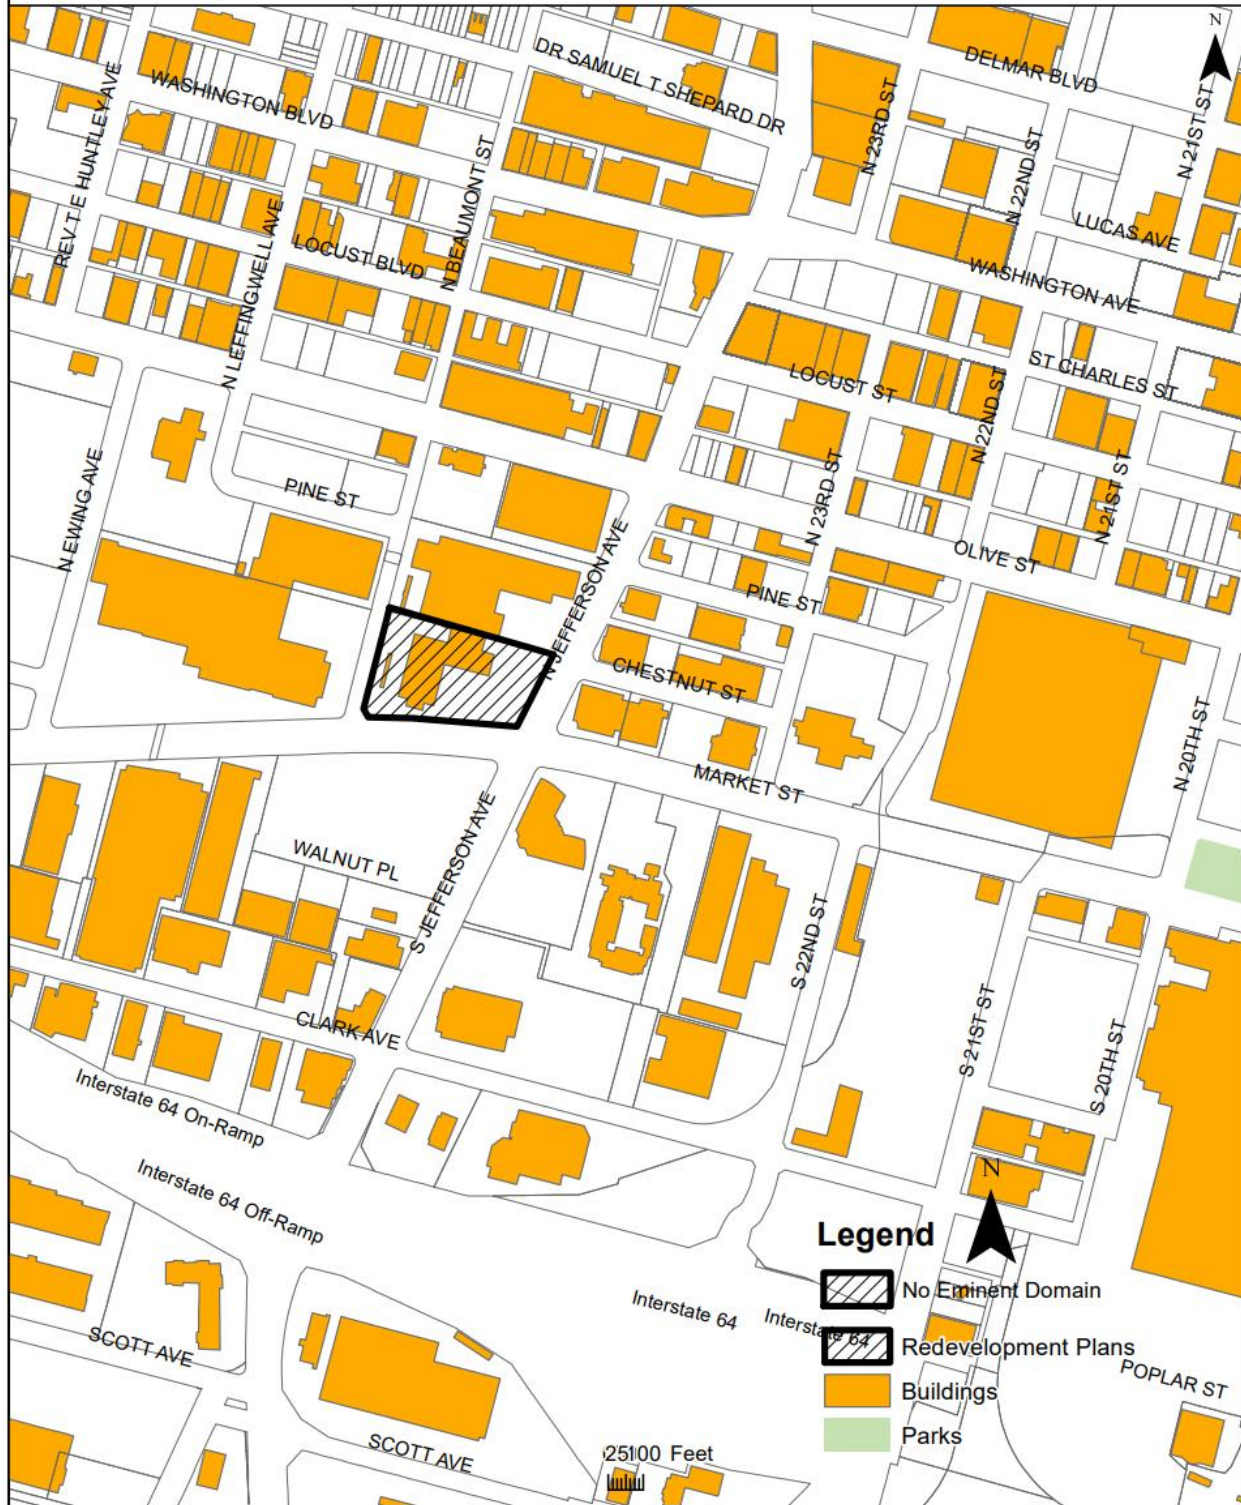 N
DR SAMUEL T SHEPARD DR
DELMAR BLVD
WASHINGTON BLVD
REV T E HUNTLEY AVE
N 23RD ST
N 21ST ST
N 22ND ST
N BEAUMONT ST
LUCAS AVE
LOCUST BLVD
N LEFFINGWELL AVE
WASHINGTON AVE
ST CHARLES ST
LOCUST ST
N 22ND ST
PINE ST
N EWING AVE
N 23RD ST
N 21ST ST
OLIVE ST
N JEFFERSON AVE
PINE ST
CHESTNUT ST
N 20TH ST
MARKET ST
WALNUT PL
S JEFFERSON AVE
S 22ND ST
CLARK AVE
S 21ST ST
S 20TH ST
Interstate 64 On-Ramp
Interstate 64 Off-Ramp
N
Legend
No Eminent Domain
Interstate 64
Interstate 64
Redevelopment Plans
SCOTT AVE
POPLAR ST
Buildings
Parks
SCOTT AVE
Feet